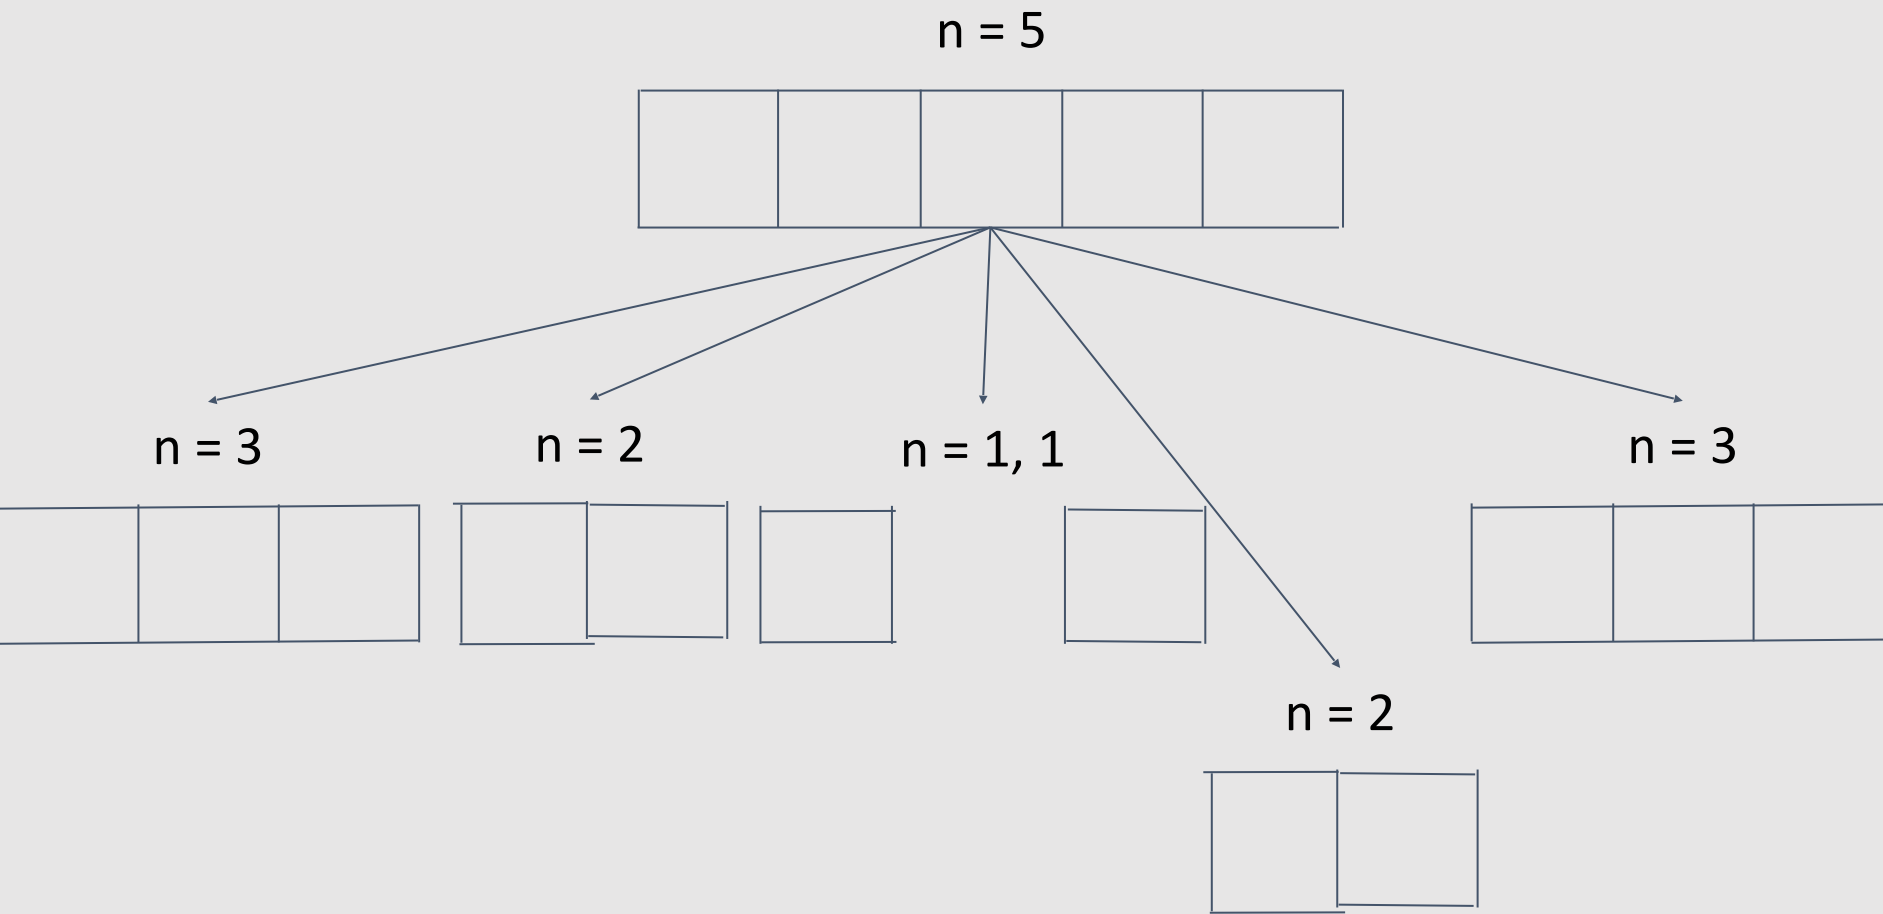 n = 5
n = 3
n = 2
n = 1, 1
n = 3
n = 2